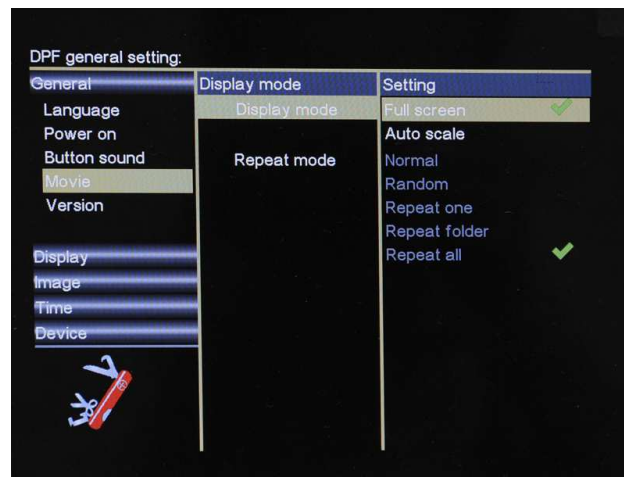 DPF general setting:
General
Language
Power on
Button sound
Movie
Version
Display
Image
Time
Device
Display mode
Display mode
Repeat mode
Setting
Full screen
Auto scale
Normal
Random
Repeat one
Repeat folder
Repeat all